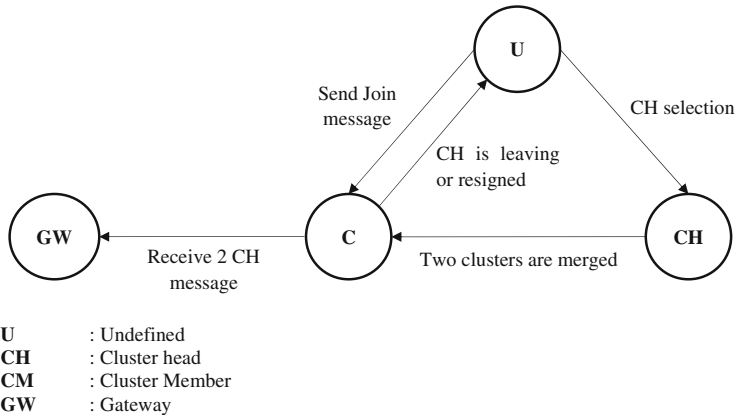 U
Send Join
message
CH selection
CH is leaving
or resigned
GW
C
CH
Receive 2 CH
message
Two clusters are merged
U : Undefined
CH : Cluster head
CM : Cluster Member
GW : Gateway